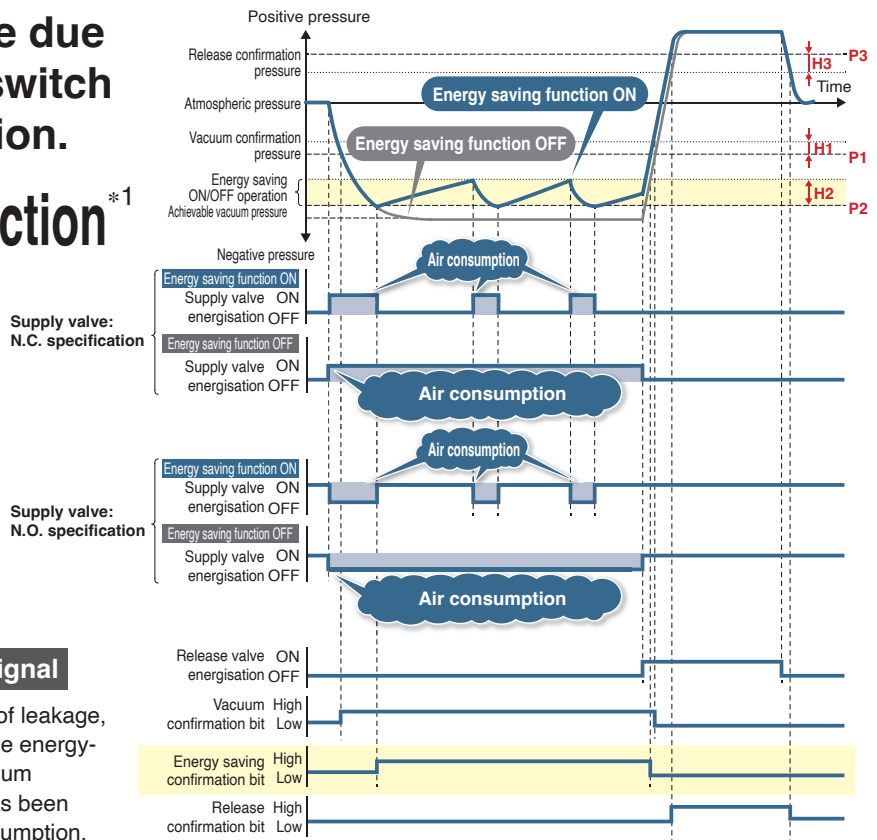 e due
switch
ion.
ction*1
Positive pressure
Release confirmation
pressure
P3
H3
Time
Atmospheric pressure
Energy saving function ON
Vacuum confirmation
pressure
Energy saving function OFF
H1
P1
Energy saving
ON/OFF operation
H2
Achievable vacuum pressure
P2
Negative pressure
Supply valve:
N.C. specification
Energy saving function ON
Air consumption
Supply valve ON
energisation OFF
Energy saving function OFF
Supply valve ON
energisation OFF
Air consumption
Supply valve:
N.O. specification
Energy saving function ON
Air consumption
Supply valve ON
energisation OFF
Energy saving function OFF
Supply valve ON
energisation OFF
Air consumption
ignal
of leakage,
e energy-
um
s been
umption.
Release valve ON
energisation OFF
Vacuum High
confirmation bit Low
Energy saving High
confirmation bit Low
Release High
confirmation bit Low